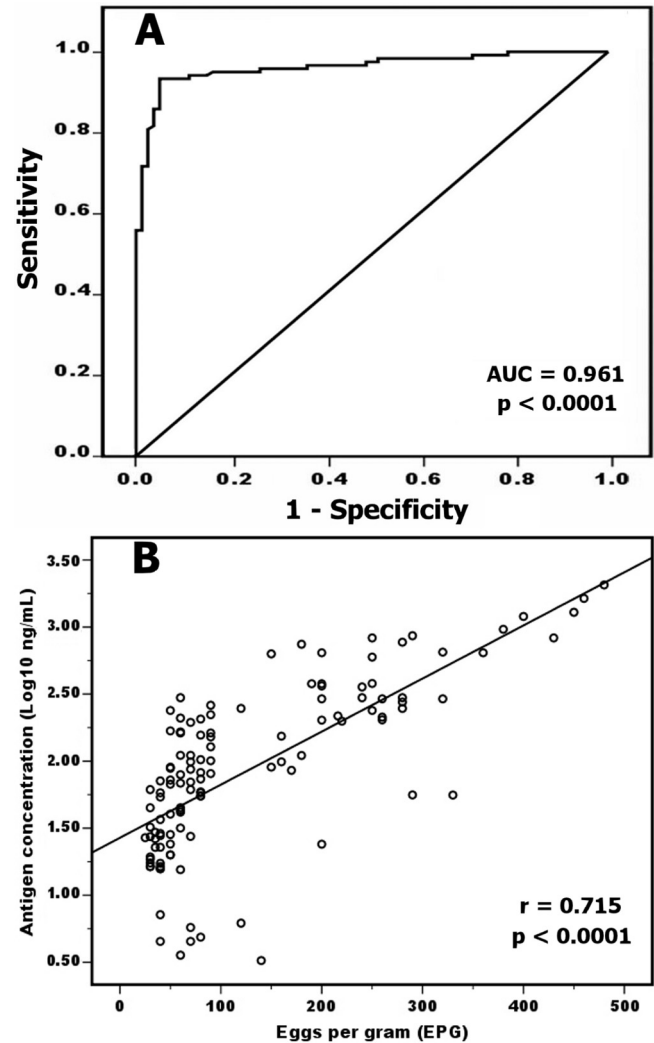 A
1.0
0.8
0.6
0.4
0.2
0.0
Sensitivity
AUC = 0.961
p < 0.0001
0.0 0.2 0.4 0.6 0.8 1.0
1 - Specificity
B
3.50
3.00
2.50
2.00
1.50
1.00
0.50
Antigen concentration (Log10 ng/mL)
r = 0.715
p < 0.0001
0 100 200 300 400 500
Eggs per gram (EPG)